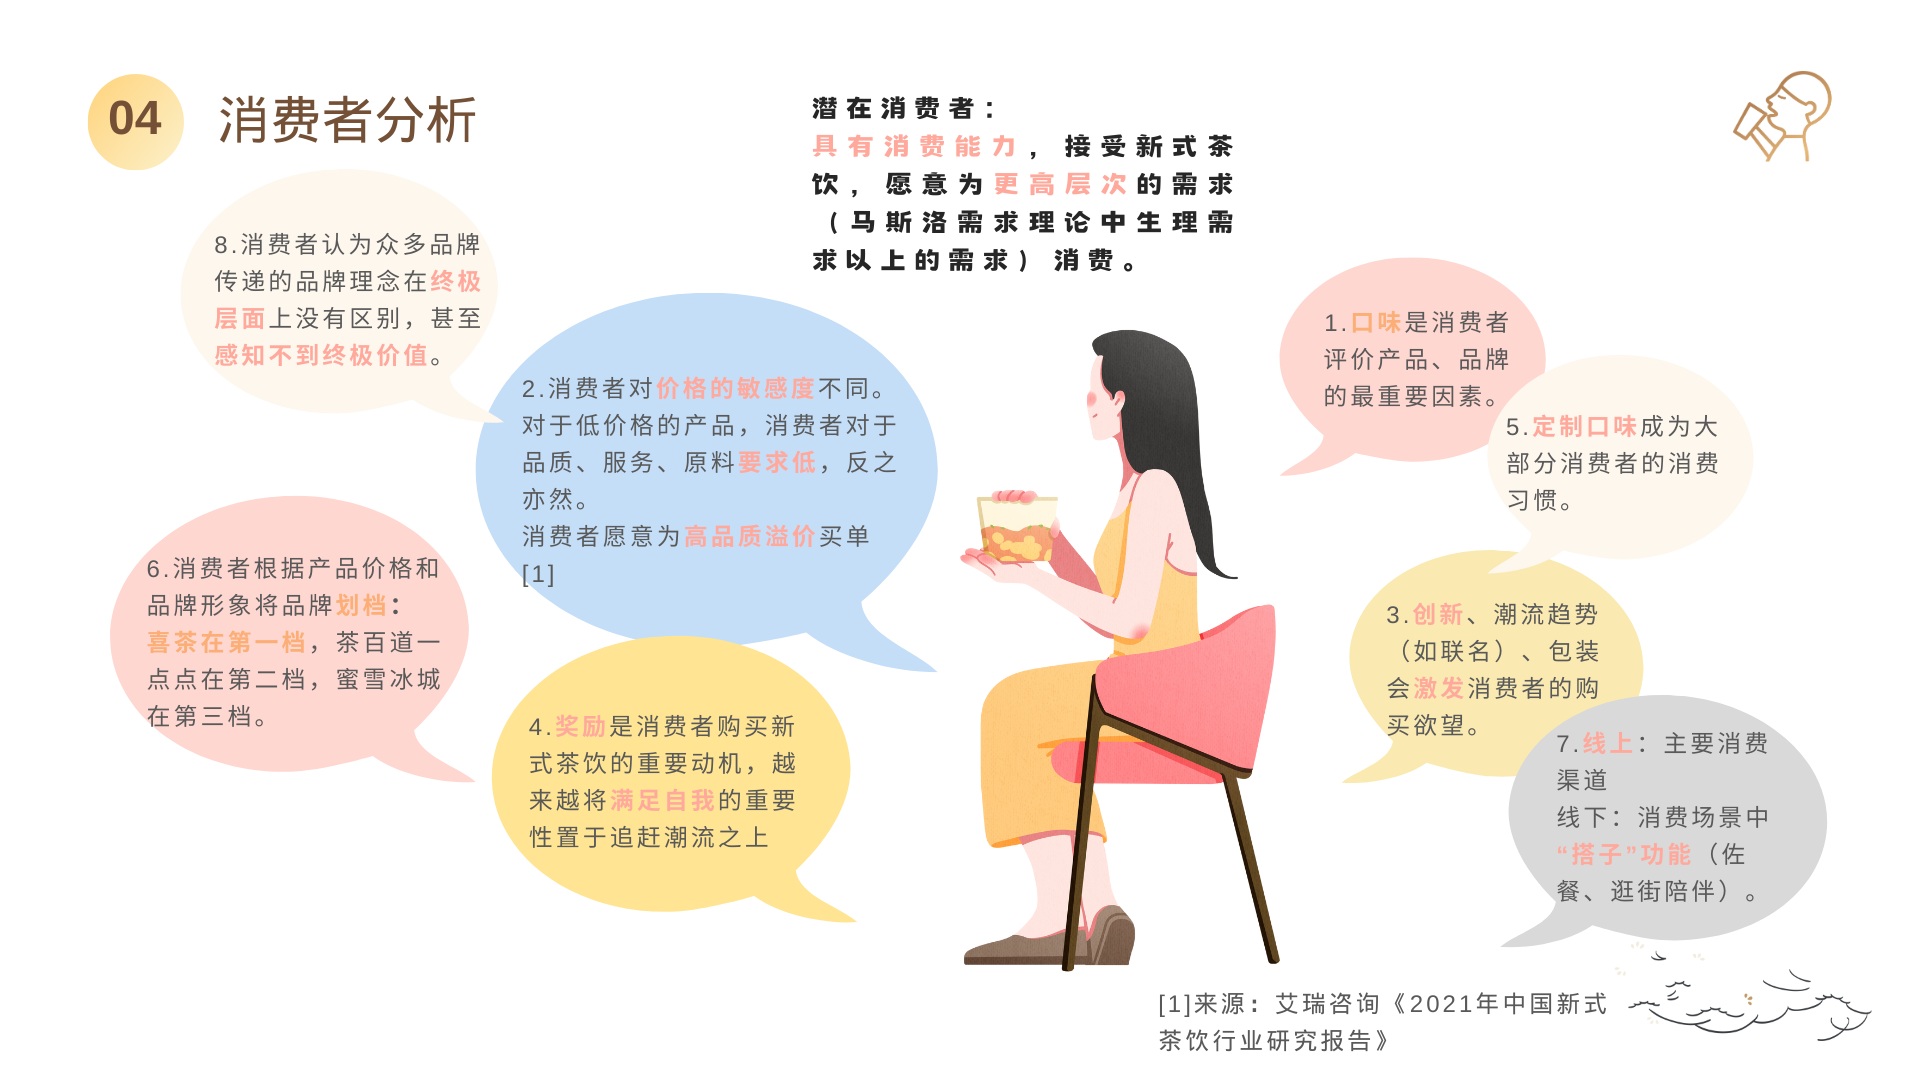 04
消费者分析
潜在消费者：
具有消费能力，接受新式茶
饮，愿意为更高层次的需求
（马斯洛需求理论中生理需
求以上的需求）消费。
8.消费者认为众多品牌
传递的品牌理念在终极
层面上没有区别，甚至
感知不到终极价值。
2.消费者对价格的敏感度不同。
对于低价格的产品，消费者对于
品质、服务、原料要求低，反之
亦然。
消费者愿意为高品质溢价买单
[1]
6.消费者根据产品价格和
品牌形象将品牌划档：
喜茶在第一档，茶百道一
点点在第二档，蜜雪冰城
在第三档。
4.奖励是消费者购买新
式茶饮的重要动机，越
来越将满足自我的重要
性置于追赶潮流之上
1.口味是消费者
评价产品、品牌
的最重要因素。
5.定制口味成为大
部分消费者的消费
习惯。
3.创新、潮流趋势
（如联名）、包装
会激发消费者的购
买欲望。
7.线上：主要消费
渠道
线下：消费场景中
“搭子”功能（佐
餐、逛街陪伴）。
[1]来源：艾瑞咨询《2021年中国新式
茶饮行业研究报告》